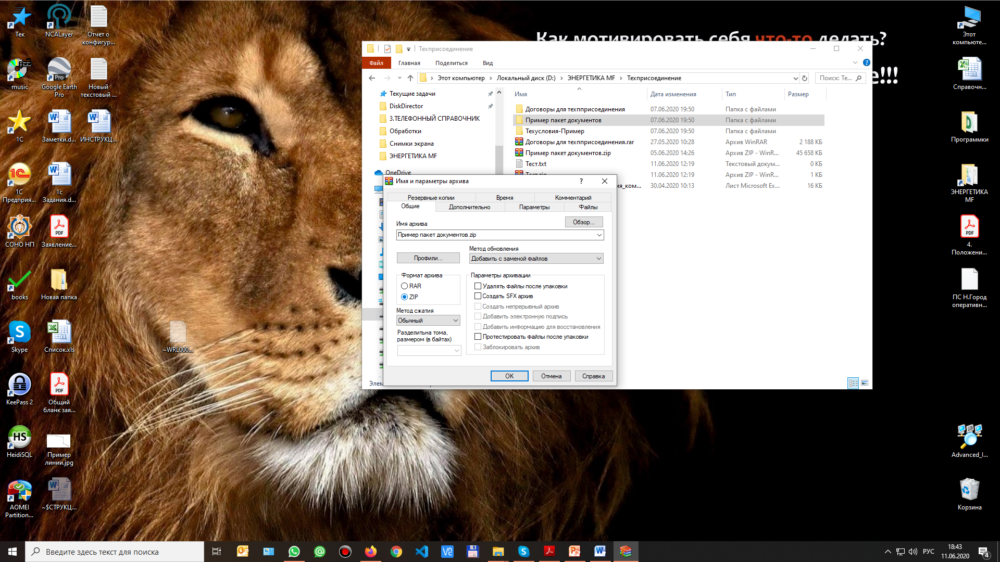 Тек
NCALayer
Отчет о
конфигур...
music
Google Earth
Pro
Новый
текстовый ...
1С
Заметки.d...
ИНСТРУКЦ...
1С
Предприя...
1с
Задания.d...
СОНО НП
Заявление...
books
Новая папка
Skype
Список.xls
~WRL000...
KeePass 2
Общий
бланк зая...
HeidiSQL
Пример
линии.jpg
AOMEI
Partition...
~$СТРУКЦ...
Как мотивировать себя что-то делать?
е!!!
Техприсоединение
Файл
Главная
Поделиться
Вид
Этот компьютер
Локальный диск (D:)
ЭНЕРГЕТИКА MF
Техприсоединение
Поиск: Те...
Текущие задачи
DiskDirector
3.ТЕЛЕФОННЫЙ СПРАВОЧНИК
Обработки
Снимки экрана
ЭНЕРГЕТИКА MF
OneDrive
Имя
Дата изменения
Тип
Размер
Договоры для техпприсоединения 07.06.2020 19:50 Папка с файлами
Пример пакет документов 07.06.2020 19:50 Папка с файлами
Техусловия-Пример 07.06.2020 19:50 Папка с файлами
Договоры для техпприсоединения.rar 27.05.2020 10:28 Архив WinRAR 2 188 КБ
Пример пакет документов.zip 05.06.2020 14:26 Архив ZIP - WinR... 45 658 КБ
Тест.txt 11.06.2020 12:19 Текстовый докум... 0 КБ
Тест.zip 11.06.2020 12:19 Архив ZIP - WinR... 1 КБ
ия_ком... 30.04.2020 10:13 Лист Microsoft Ex... 16 КБ
Элем
Имя и параметры архива
Резервные копии
Время
Комментарий
Общие
Дополнительно
Параметры
Файлы
Имя архива
Обзор...
Пример пакет документов.zip
Метод обновления
Профили...
Добавить с заменой файлов
Формат архива
RAR
ZIP
Метод сжатия
Обычный
Разделитьна тома,
размером (в байтах)
Параметры архивации
Удалять файлы после упаковки
Создать SFX архив
Создать непрерывный архив
Добавить электронную подпись
Добавить информацию для восстановления
Протестировать файлы после упаковки
Заблокировать архив
ОК
Отмена
Справка
Этот
компьюте...
Справочн...
Программки
ЭНЕРГЕТИКА
MF
4.
Положени...
ПС Н.Город
оперативн...
Advanced_I...
Корзина
Введите здесь текст для поиска
РУС
18:43
11.06.2020
4